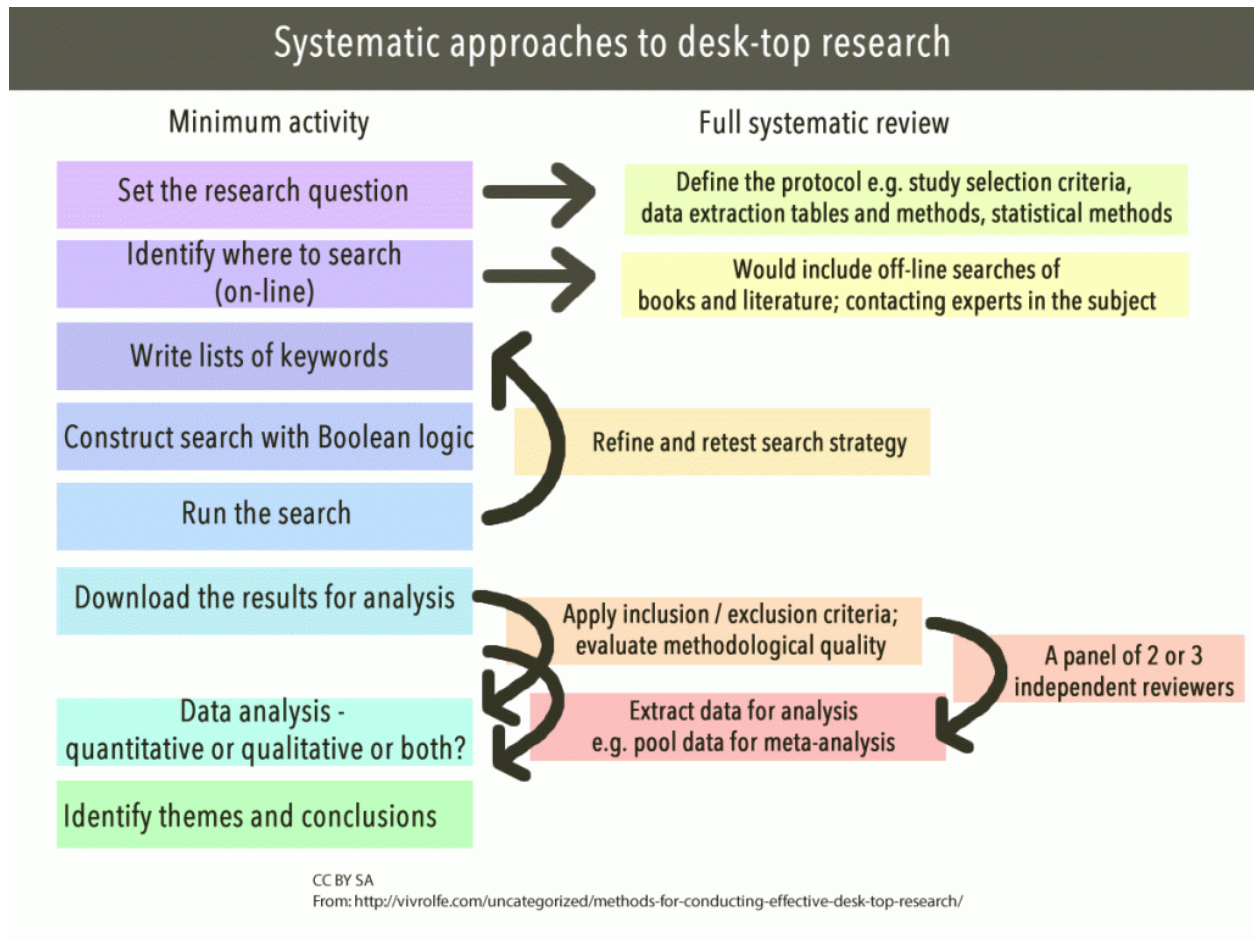 Systematic approaches to desk-top research
Minimum activity
Full systematic review
Set the research question
Define the protocol e.g. study selection criteria,
data extraction tables and methods, statistical methods
Identify where to search
(on-line)
Would include off-line searches of
books and literature; contacting experts in the subject
Write lists of keywords
Construct search with Boolean logic
Refine and retest search strategy
Run the search
Download the results for analysis
Apply inclusion / exclusion criteria;
evaluate methodological quality
A panel of 2 or 3
independent reviewers
Data analysis -
quantitative or qualitative or both?
Extract data for analysis
e.g. pool data for meta-analysis
Identify themes and conclusions
CC BY SA
From: http://vivrolfe.com/uncategorized/methods-for-conducting-effective-desk-top-research/